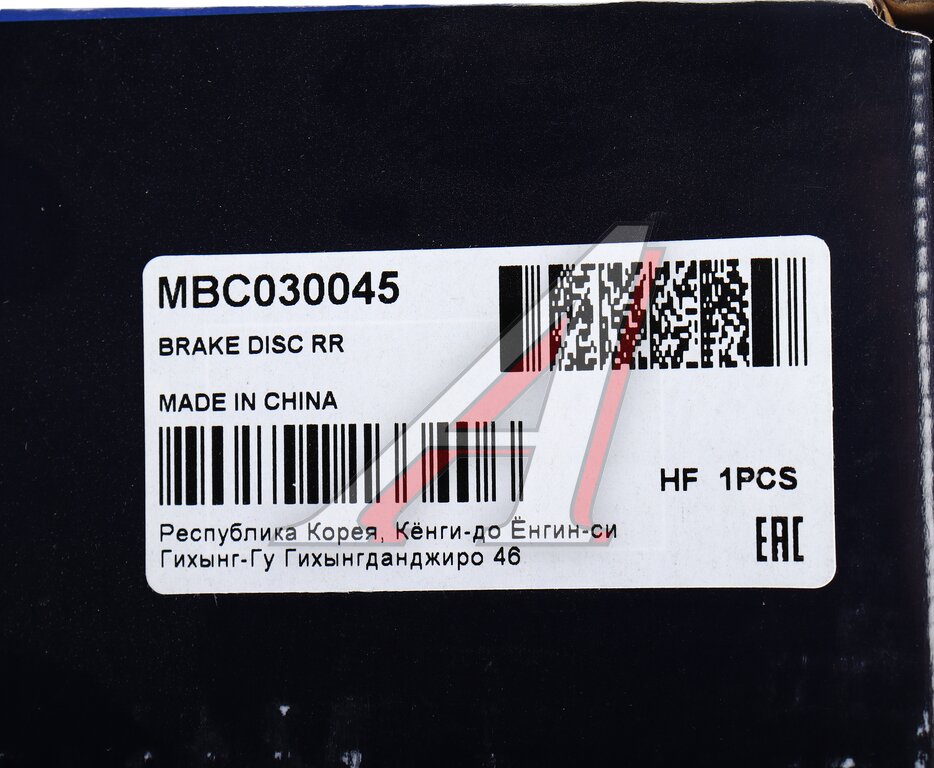 MBC030045
BRAKE DISC RR
MADE IN CHINA
HF 1PCS
Республика Корея, Кёнги-до Ёнгин-си
Гихынг-Гу Гихынгданджиро 46
EAC